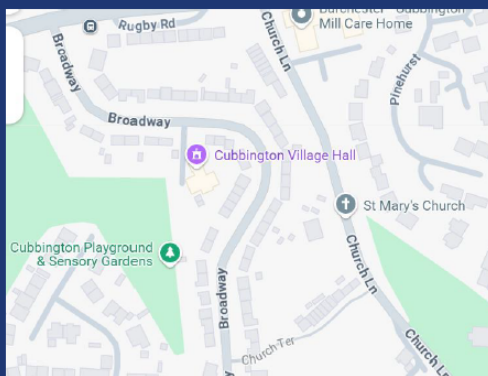 Rugby Rd
Broadway
Church Ln
Mill Care Home
Pinehurst
Broadway
Cubbington Village Hall
St Mary's Church
Cubbington Playground
& Sensory Gardens
Church Ln
Broadway
Church Ter
Church Ln